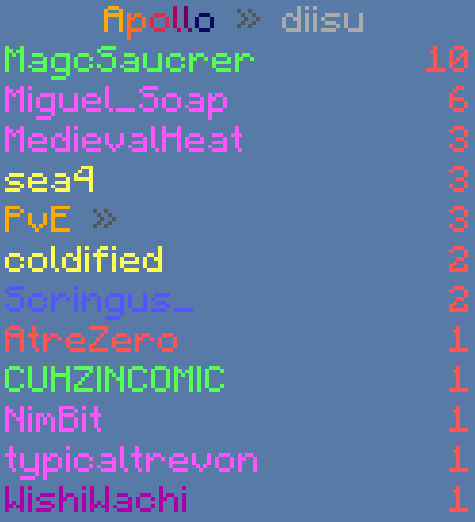 Apollo » diisu
MagcSaucrer 10
Miguel_Soap 6
MedievalHeat 3
sea9 3
PvE » 3
coldified 2
Scringus_ 2
AtreZero 1
CUHZINCOMIC 1
NimBit 1
typicaltrevon 1
WishiWachi 1